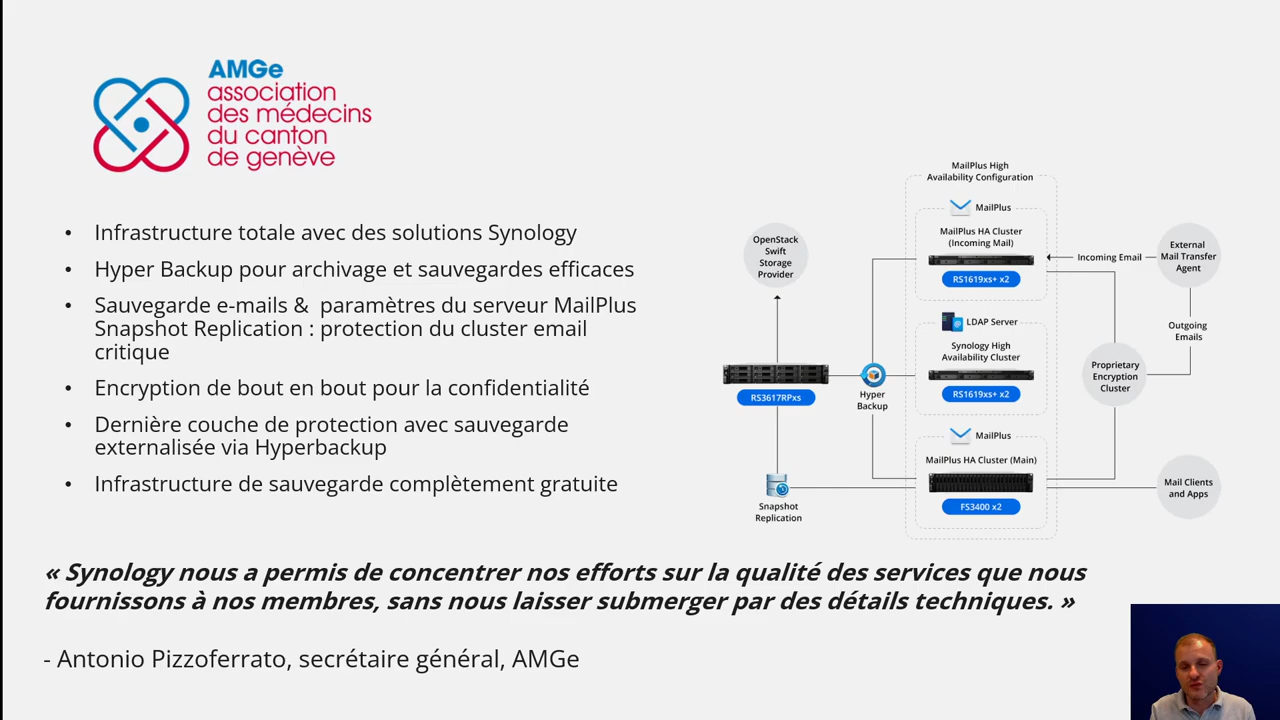 AMGe
association
des médecins
du canton
de genève
• Infrastructure totale avec des solutions Synology
• Hyper Backup pour archivage et sauvegardes efficaces
• Sauvegarde e-mails & paramètres du serveur MailPlus
Snapshot Replication : protection du cluster email
critique
• Encryption de bout en bout pour la confidentialité
• Dernière couche de protection avec sauvegarde
externalisée via Hyperbackup
• Infrastructure de sauvegarde complètement gratuite
MailPlus High
Availability Configuration
MailPlus
MailPlus HA Cluster
(Incoming Mail)
RS1619xs+ x2
LDAP Server
Synology High
Availability Cluster
RS1619xs+ x2
MailPlus
MailPlus HA Cluster (Main)
FS3400 x2
OpenStack
Swift
Storage
Provider
RS3617RPxs
Hyper
Backup
Snapshot
Replication
Incoming Email
External
Mail Transfer
Agent
Outgoing
Emails
Proprietary
Encryption
Cluster
Mail Clients
and Apps
« Synology nous a permis de concentrer nos efforts sur la qualité des services que nous
fournissons à nos membres, sans nous laisser submerger par des détails techniques. »
- Antonio Pizzoferrato, secrétaire général, AMGe